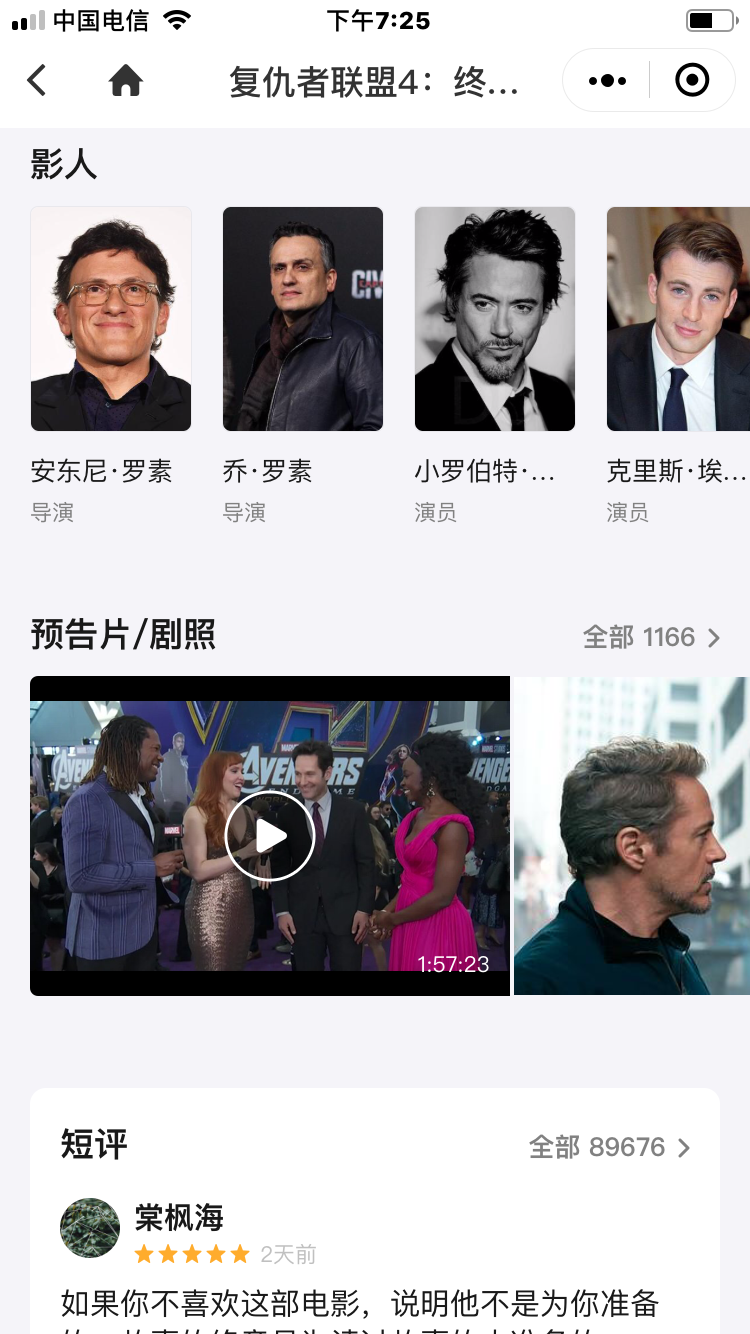 中国电信
下午7:25
复仇者联盟4：终...
影人
CIV
安东尼·罗素
乔·罗素
小罗伯特·...
克里斯·埃...
导演
导演
演员
演员
预告片/剧照
全部 1166
AVENGERS
ENDGAME
MARVEL
1:57:23
短评
全部 89676
棠枫海
2天前
如果你不喜欢这部电影，说明他不是为你准备